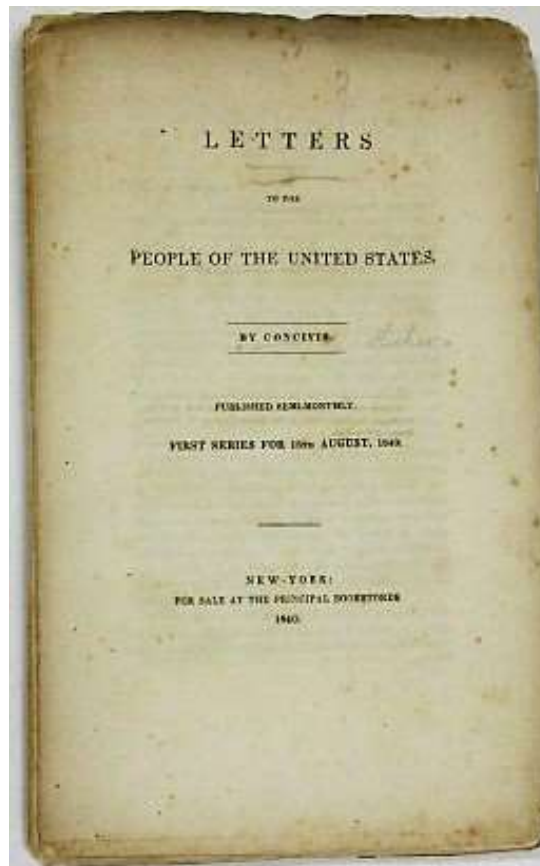 LETTERS
TO THE
PEOPLE OF THE UNITED STATES.
BY CONCIVIS.
PUBLISHED SEMI-MONTHLY.
FIRST SERIES FOR 15TH AUGUST, 1840.
NEW-YORK:
FOR SALE AT THE PRINCIPAL BOOKSTORES
1840.